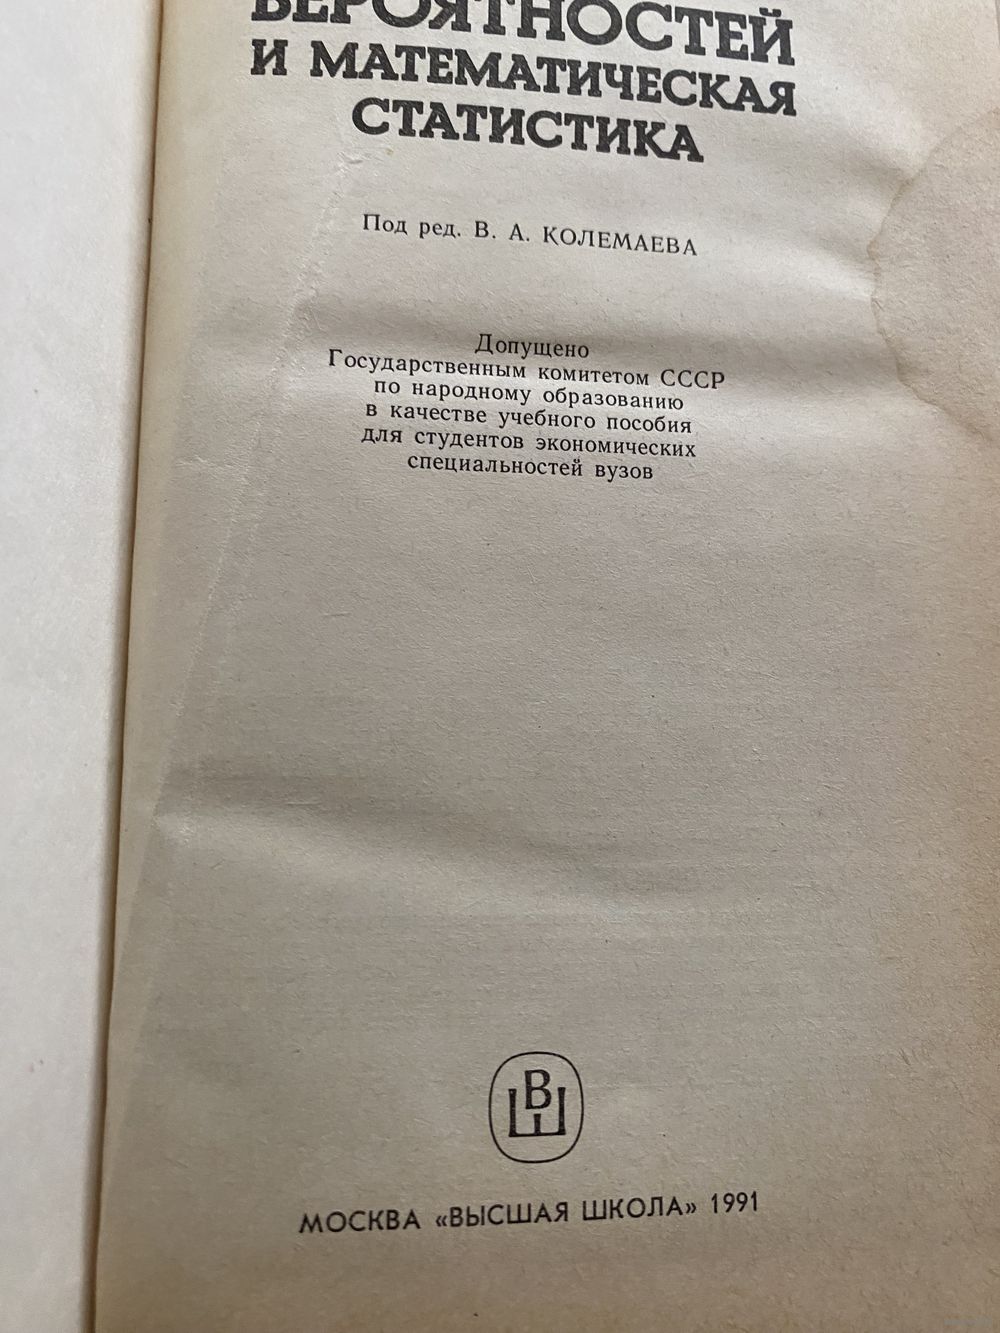 ВЕРОЯТНОСТЕЙ
И МАТЕМАТИЧЕСКАЯ
СТАТИСТИКА
Под ред. В. А. КОЛЕМАЕВА
Допущено
Государственным комитетом СССР
по народному образованию
в качестве учебного пособия
для студентов экономических
специальностей вузов
ВШ
МОСКВА «ВЫСШАЯ ШКОЛА» 1991